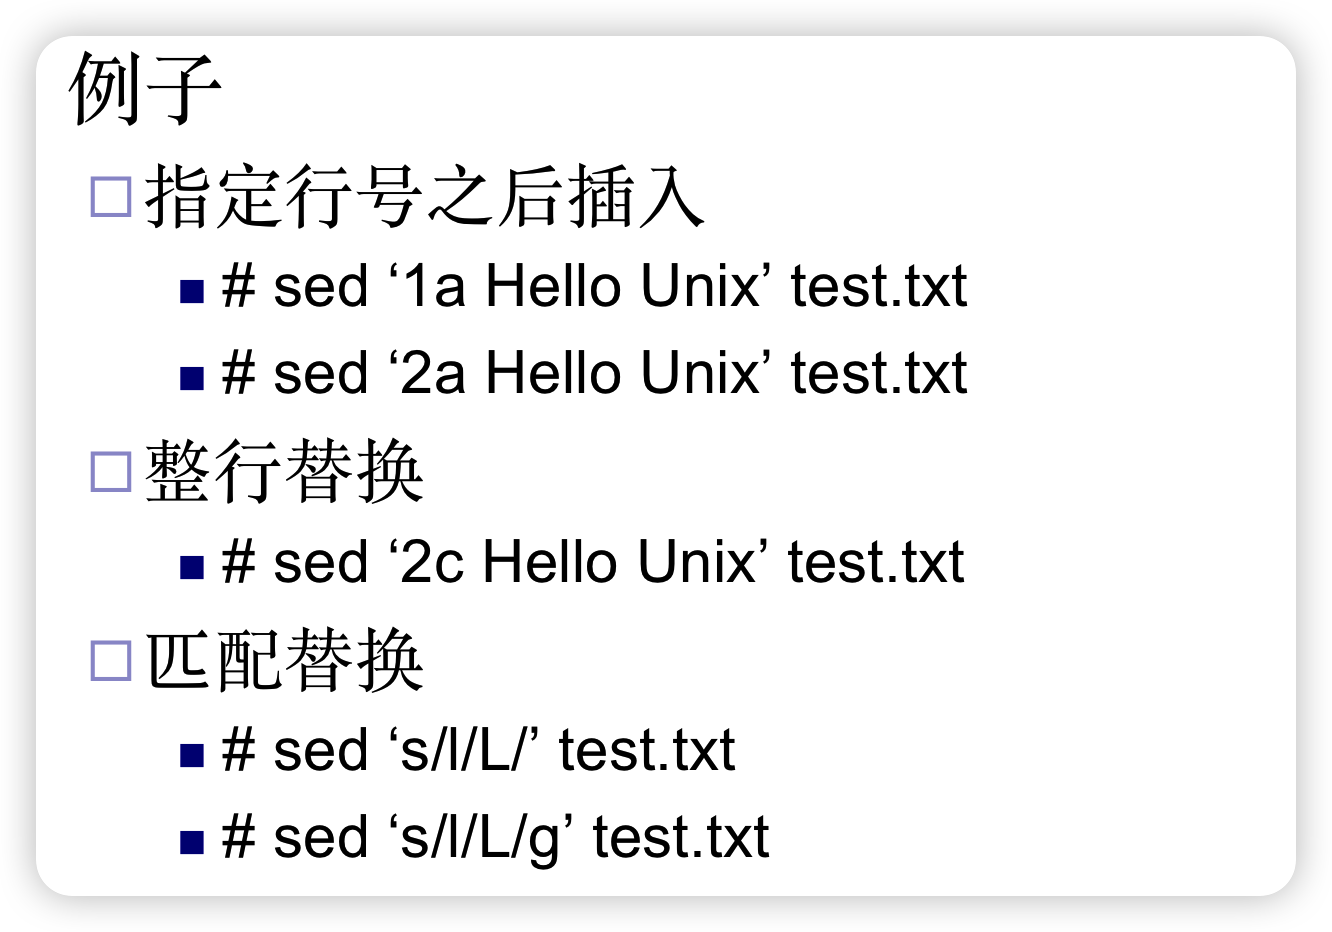 例子
指定行号之后插入
# sed ‘1a Hello Unix’ test.txt
# sed ‘2a Hello Unix’ test.txt
整行替换
# sed ‘2c Hello Unix’ test.txt
匹配替换
# sed ‘s/l/L/’ test.txt
# sed ‘s/l/L/g’ test.txt